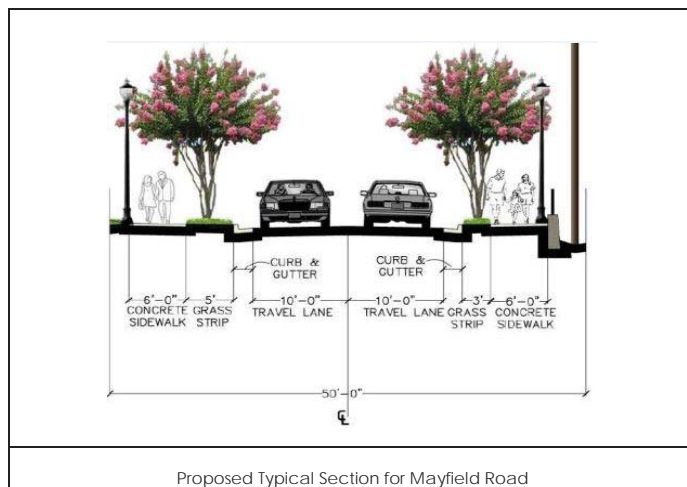 CURB &
GUTTER
CURB &
GUTTER
6'-0" 5' 10'-0" 10'-0" 3' 6'-0"
CONCRETE GRASS TRAVEL LANE TRAVEL LANE GRASS CONCRETE
SIDEWALK STRIP STRIP SIDEWALK
50'-0"
℄
Proposed Typical Section for Mayfield Road